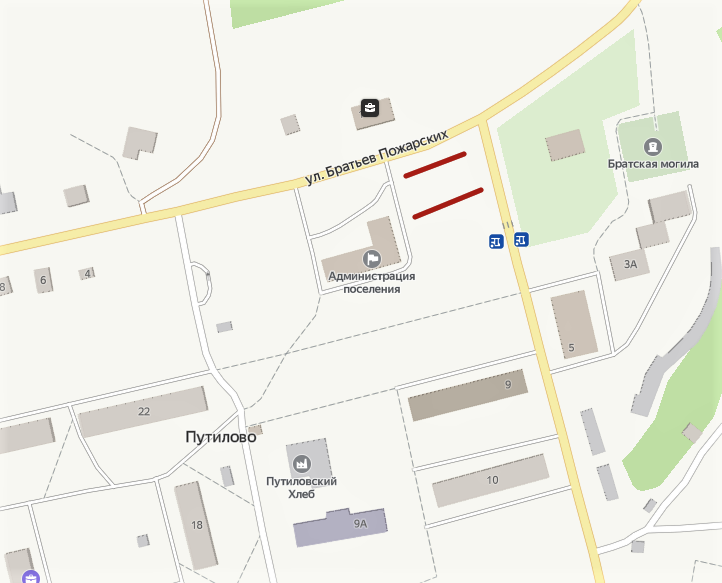 ул. Братьев Пожарских
Братская могила
3А
Администрация
поселения
8
6
4
5
9
22
Путилово
10
Путиловский
Хлеб
18
9А